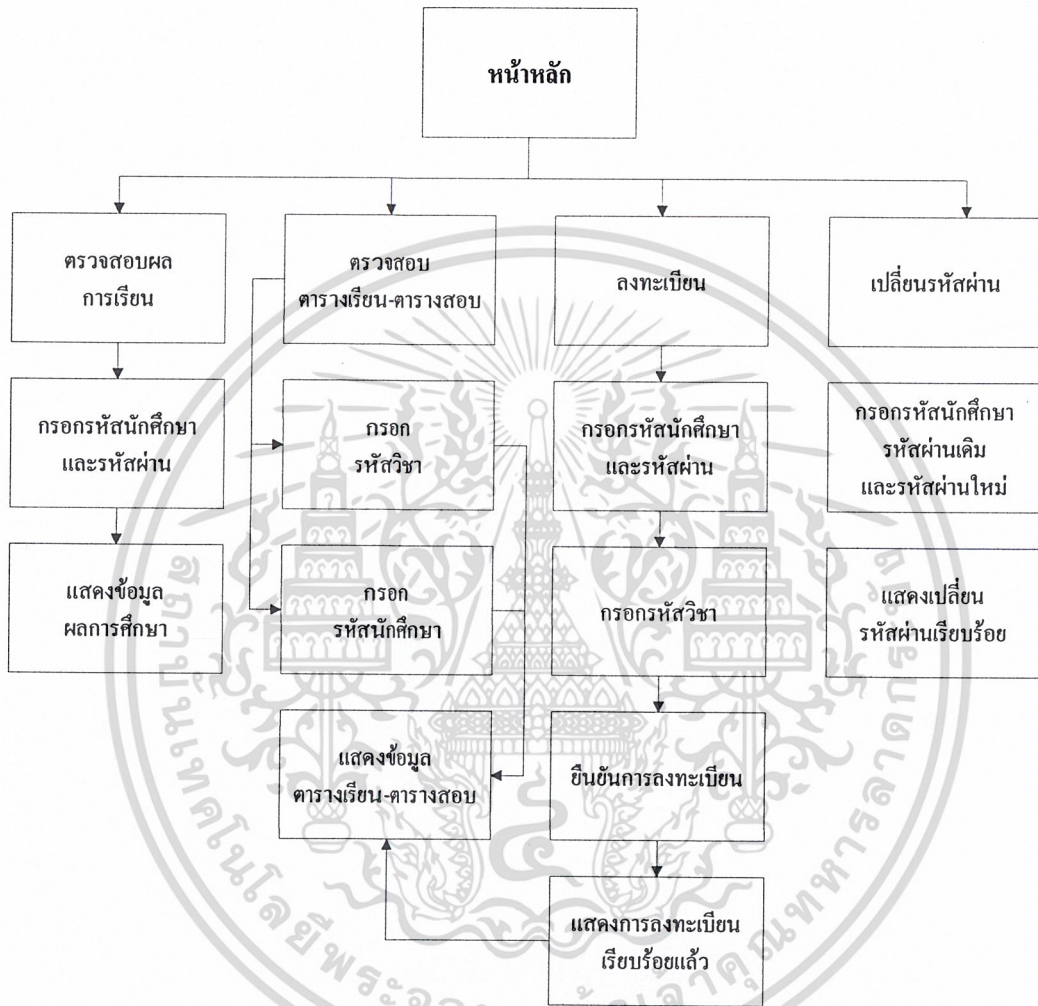 หน้าหลัก
ตรวจสอบผล
การเรียน
ตรวจสอบ
ตารางเรียน-ตารางสอบ
ลงทะเบียน
เปลี่ยนรหัสผ่าน
กรอกรหัสนักศึกษา
และรหัสผ่าน
กรอก
รหัสวิชา
กรอกรหัสนักศึกษา
และรหัสผ่าน
กรอกรหัสนักศึกษา
รหัสผ่านเดิม
และรหัสผ่านใหม่
แสดงข้อมูล
ผลการศึกษา
กรอก
รหัสนักศึกษา
กรอกรหัสวิชา
แสดงเปลี่ยน
รหัสผ่านเรียบร้อย
แสดงข้อมูล
ตารางเรียน-ตารางสอบ
ยืนยันการลงทะเบียน
แสดงการลงทะเบียน
เรียบร้อยแล้ว